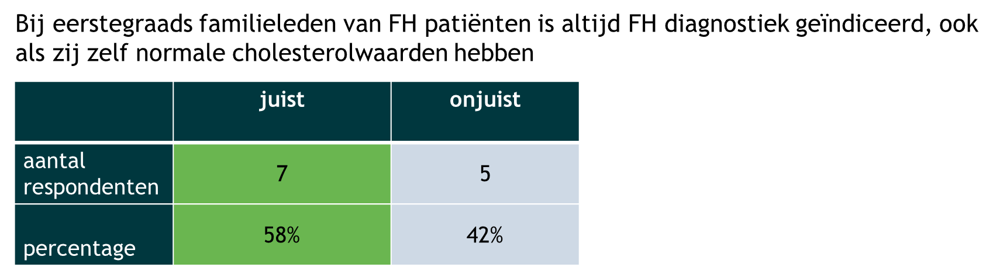 Bij eerstegraads familieleden van FH patiënten is altijd FH diagnostiek geïndiceerd, ook
als zij zelf normale cholesterolwaarden hebben
juist onjuist
aantal
respondenten 7 5
percentage 58% 42%